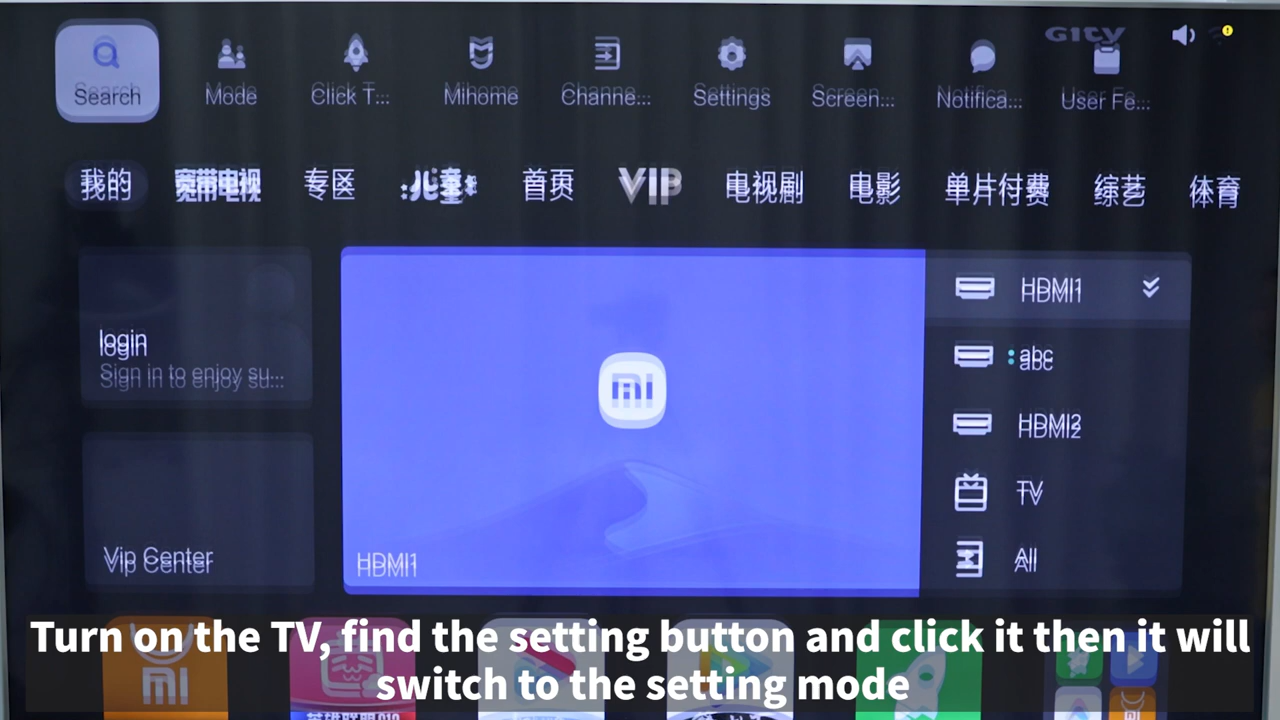 Gity
Search Mode Click T... Mihome Channe... Settings Screen... Notifica... User Fe...
我的 宽带电视 专区 儿童 首页 VIP 电视剧 电影 单片付费 综艺 体育
HDMI1
login
Sign in to enjoy su...
abc
HDMI2
TV
Vip Center
HDMI1
All
Turn on the TV, find the setting button and click it then it will
switch to the setting mode